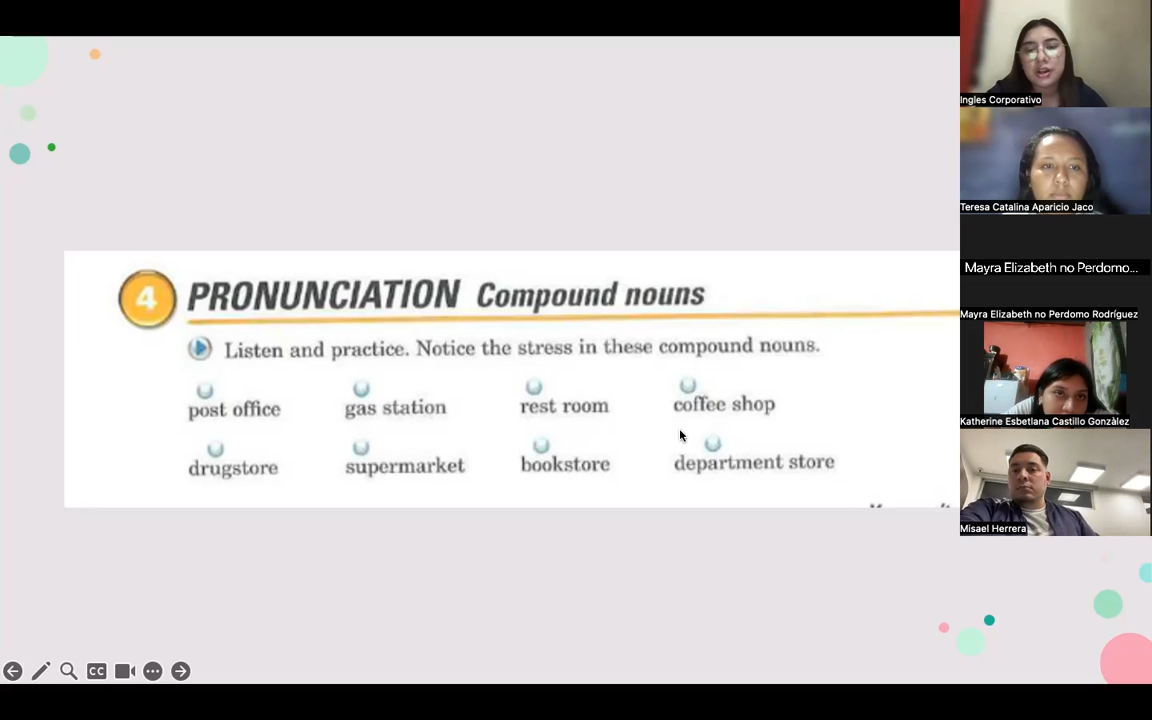 4 PRONUNCIATION Compound nouns
Listen and practice. Notice the stress in these compound nouns.
post office gas station rest room coffee shop
drugstore supermarket bookstore department store
CC
Ingles Corporativo
Teresa Catalina Aparicio Jaco
Mayra Elizabeth no Perdomo...
Mayra Elizabeth no Perdomo Rodríguez
Katherine Esbetlana Castillo Gonzàlez
Misael Herrera